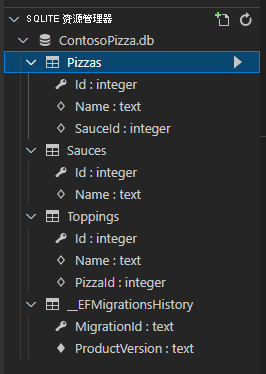 SQLITE 资源管理器
ContosoPizza.db
Pizzas
Id : integer
Name : text
SauceId : integer
Sauces
Id : integer
Name : text
Toppings
Id : integer
Name : text
PizzaId : integer
__EFMigrationsHistory
MigrationId : text
ProductVersion : text